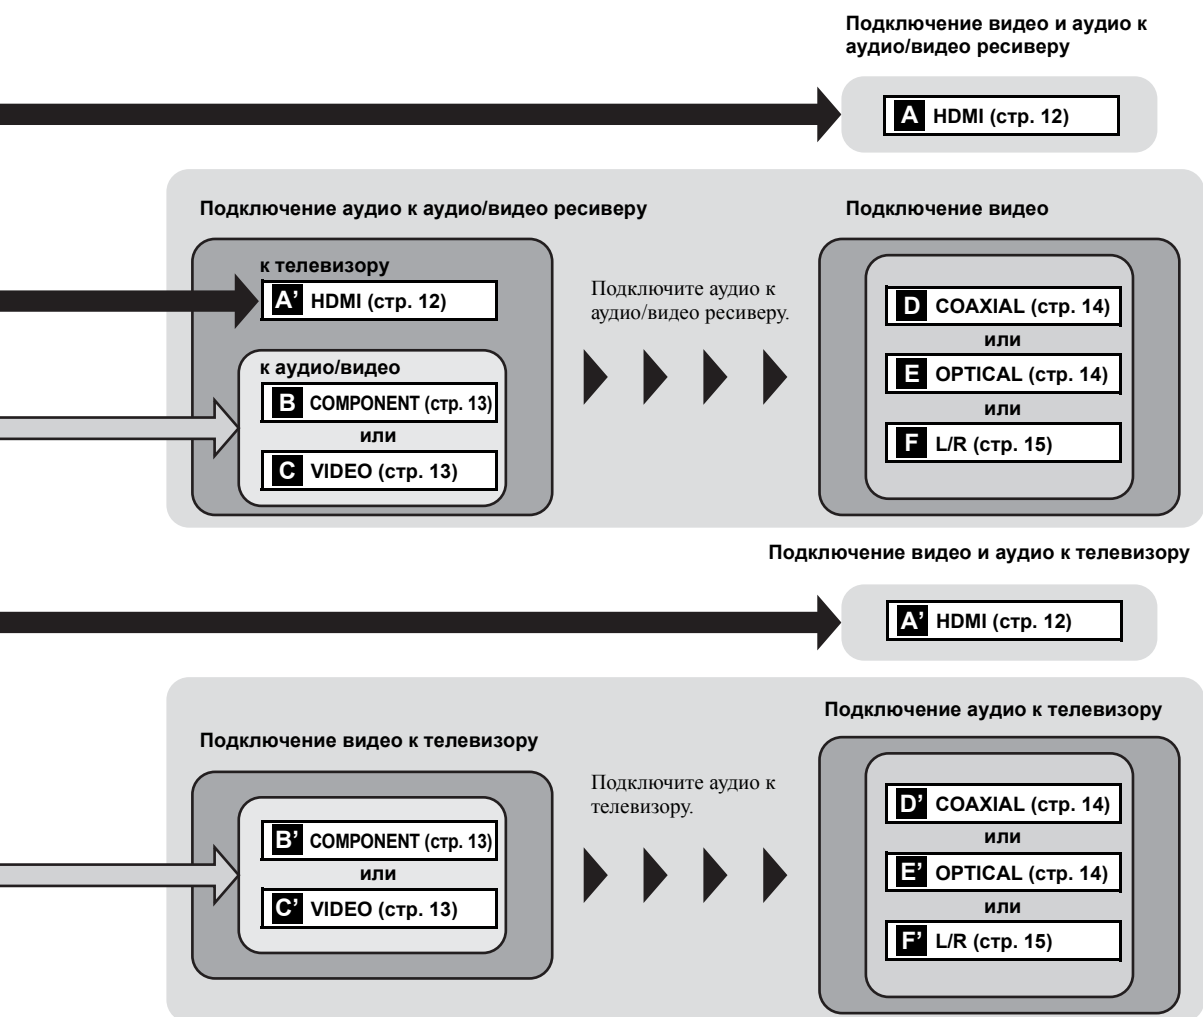 Подключение видео и аудио к
аудио/видео ресиверу
A HDMI (стр. 12)
Подключение аудио к аудио/видео ресиверу
Подключение видео
к телевизору
A’ HDMI (стр. 12)
к аудио/видео
B COMPONENT (стр. 13)
или
C VIDEO (стр. 13)
Подключите аудио к
аудио/видео ресиверу.
D COAXIAL (стр. 14)
или
E OPTICAL (стр. 14)
или
F L/R (стр. 15)
Подключение видео и аудио к телевизору
A’ HDMI (стр. 12)
Подключение видео к телевизору
Подключение аудио к телевизору
B’ COMPONENT (стр. 13)
или
C’ VIDEO (стр. 13)
Подключите аудио к
телевизору.
D’ COAXIAL (стр. 14)
или
E’ OPTICAL (стр. 14)
или
F’ L/R (стр. 15)